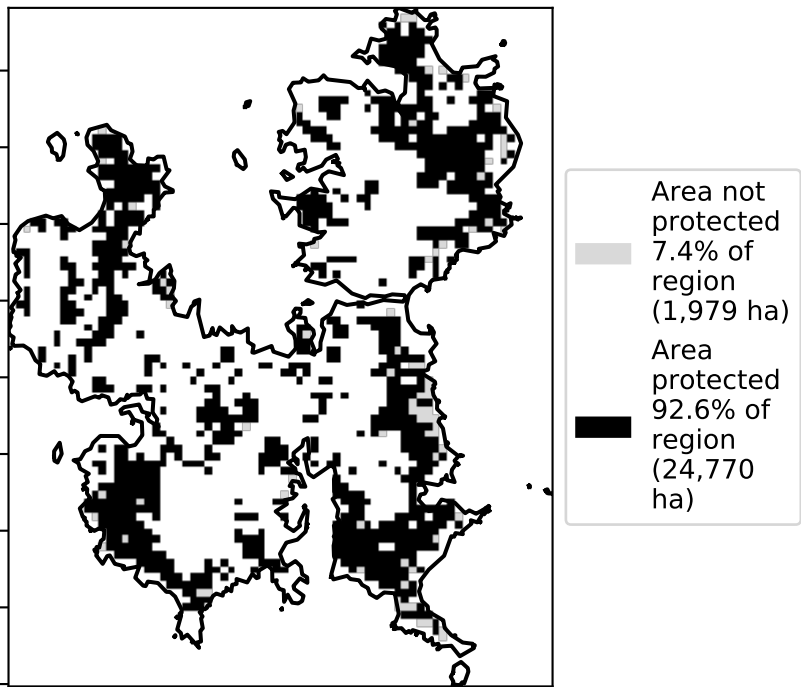 Area not
protected
7.4% of
region
(1,979 ha)
Area
protected
92.6% of
region
(24,770
ha)